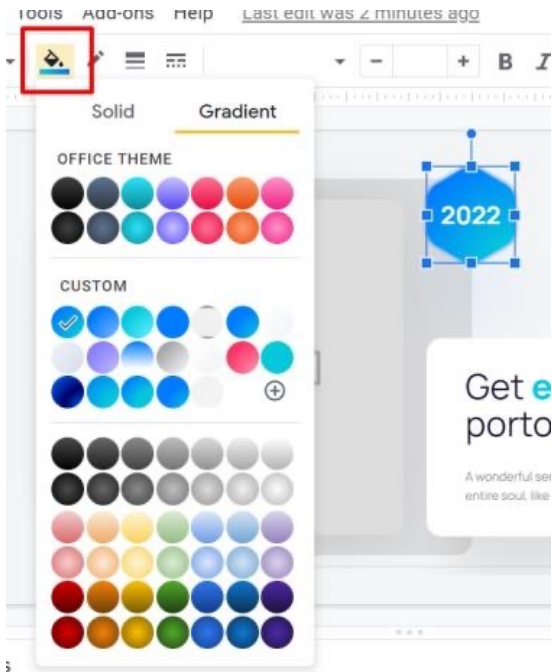 Tools Add-ons Help Last edit was 2 minutes ago
B I
Solid Gradient
OFFICE THEME
2022
CUSTOM
Get e
porto
A wonderful ser
entire soul, like
s